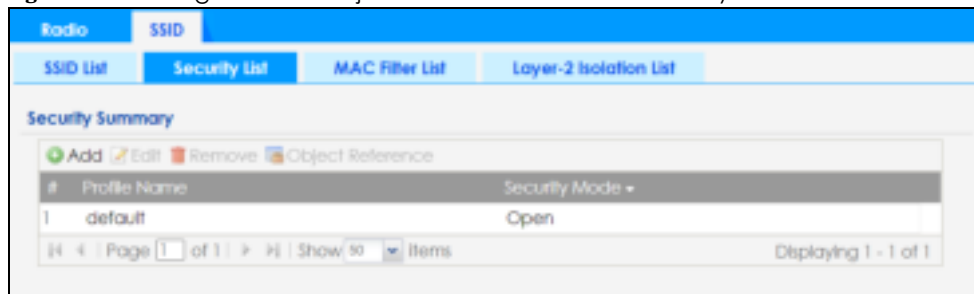 Radio SSID
SSID List Security List MAC Filter List Layer-2 Isolation List
Security Summary
Add Edit Remove Object Reference
# Profile Name Security Mode
1 default Open
Page 1 of 1 Show 50 items Displaying 1 - 1 of 1